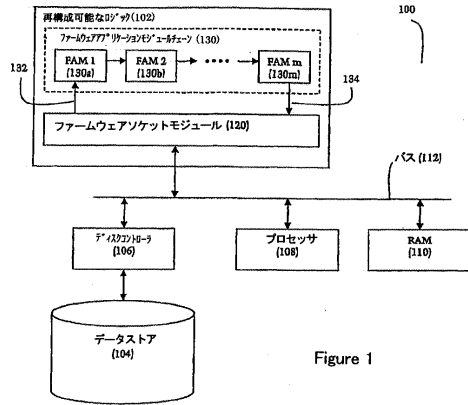 再構成可能なロジック(102)
100
ファームウェアアプリケーションモジュールチェーン(130)
132
FAM 1
(130a)
FAM 2
(130b)
FAM m
(130m)
134
ファームウェアソケットモジュール (120)
バス(112)
ディスクコントローラ
(106)
プロセッサ
(108)
RAM
(110)
データストア
(104)
Figure 1